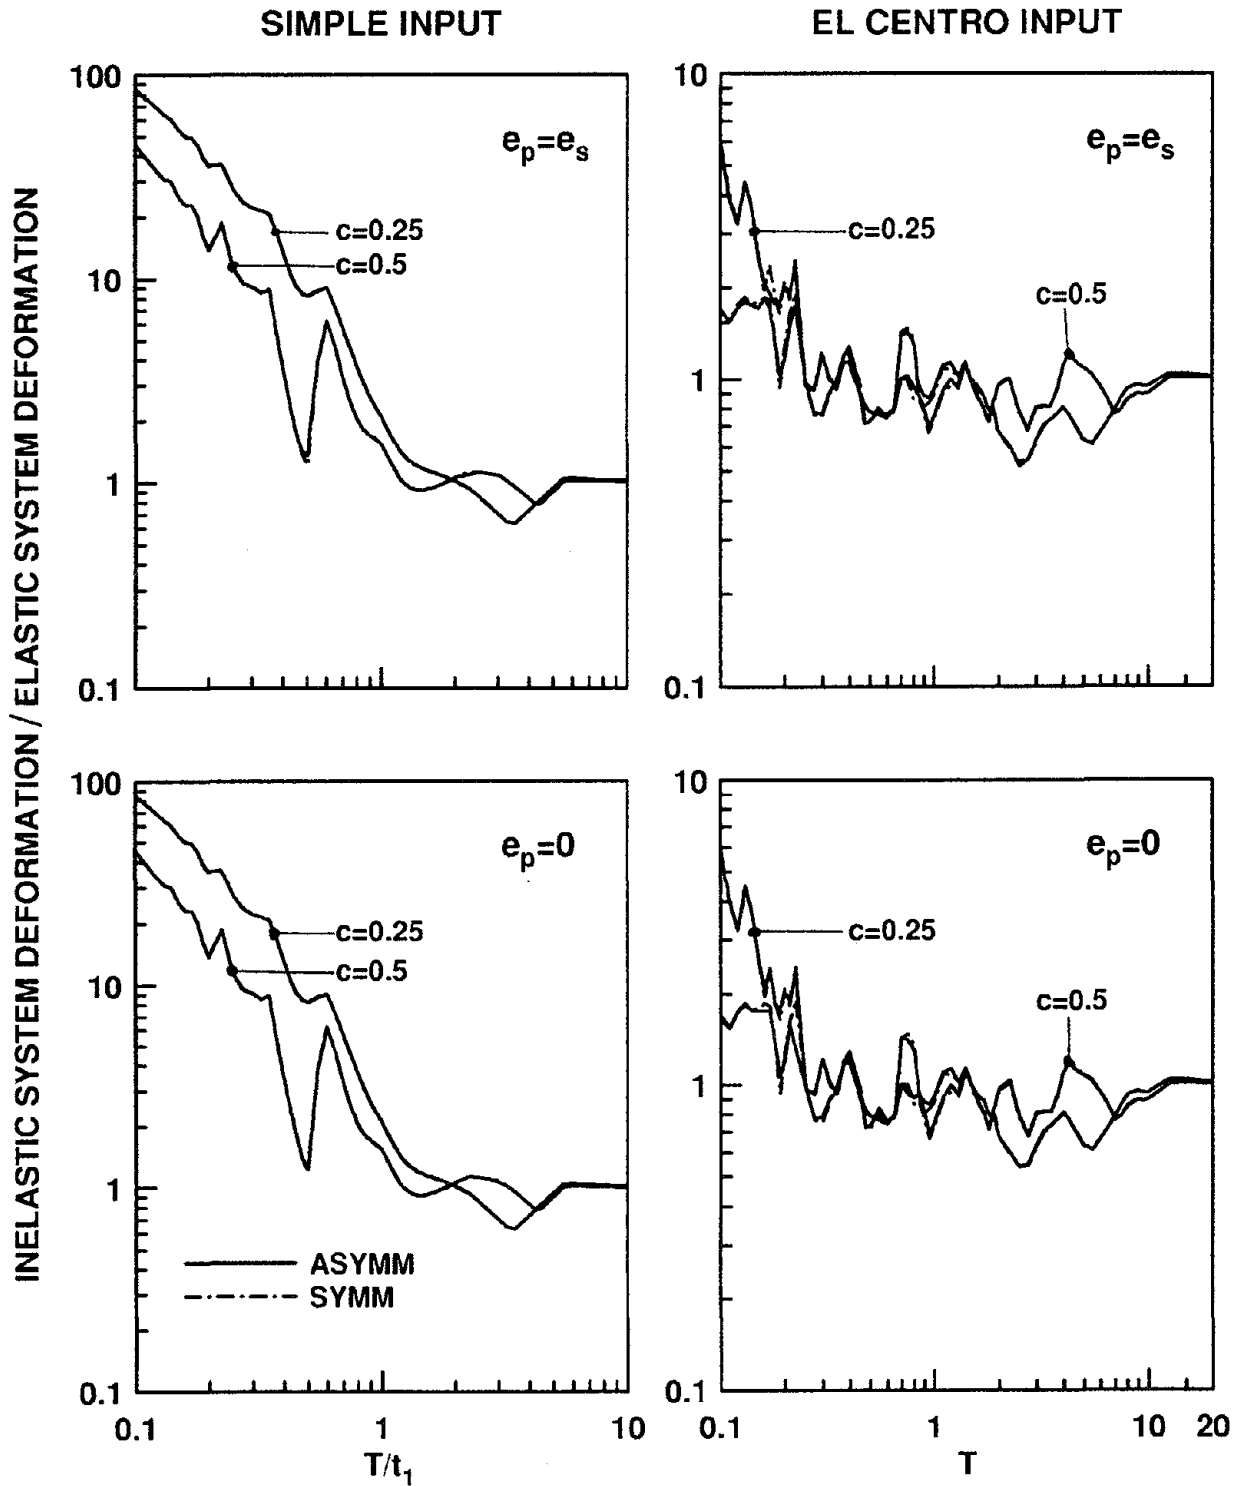 SIMPLE INPUT
EL CENTRO INPUT
INELASTIC SYSTEM DEFORMATION / ELASTIC SYSTEM DEFORMATION
100
10
1
0.1
e_p=e_s
c=0.25
c=0.5
10
1
0.1
e_p=e_s
c=0.25
c=0.5
100
10
1
0.1
e_p=0
c=0.25
c=0.5
ASYMM
SYMM
0.1
1
10
T/t_1
10
1
0.1
e_p=0
c=0.25
c=0.5
0.1
1
10
20
T